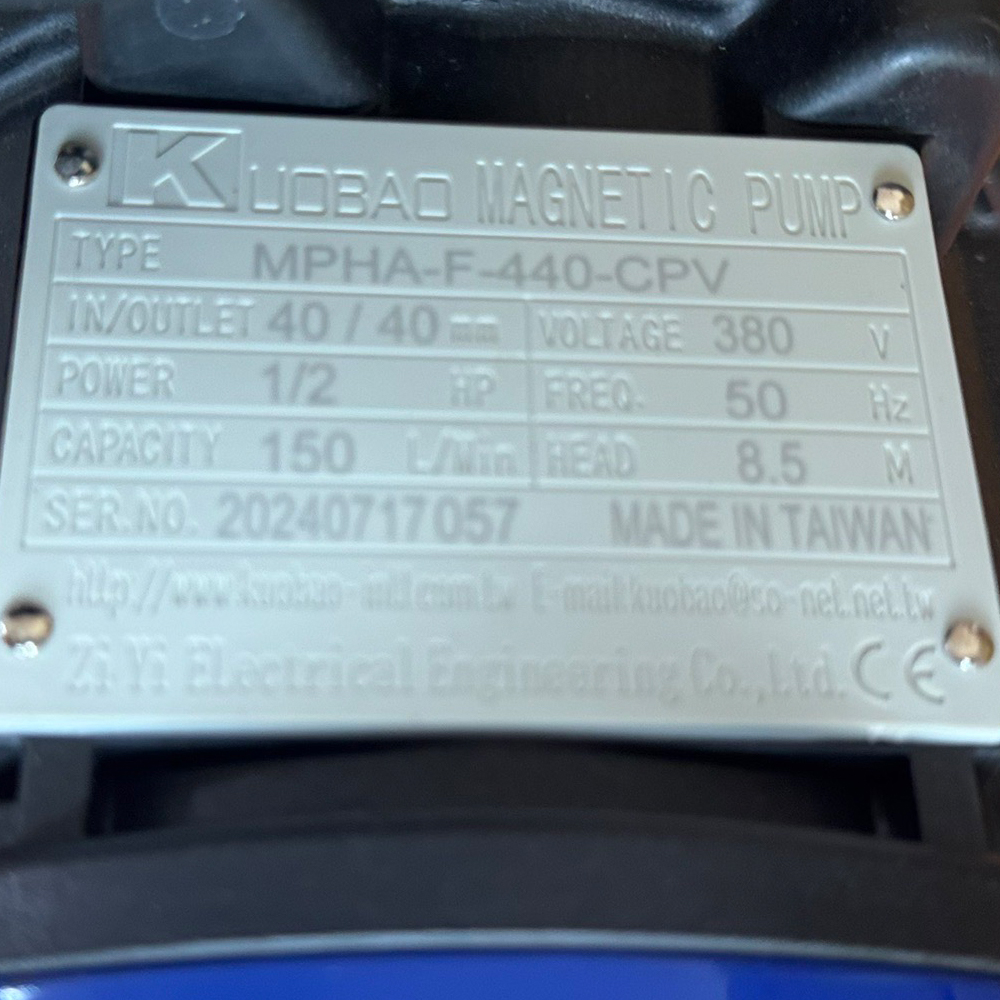 KUOBAO MAGNETIC PUMP
TYPE MPHA-F-440-CPV
IN/OUTLET 40 / 40 mm VOLTAGE 380 V
POWER 1/2 HP FREQ. 50 Hz
CAPACITY 150 L/Min HEAD 8.5 M
SER.NO. 20240717057 MADE IN TAIWAN
E-mail:kuobao@so-net.net.tw
Zi-Yi Electrical Engineering Co.,Ltd. CE